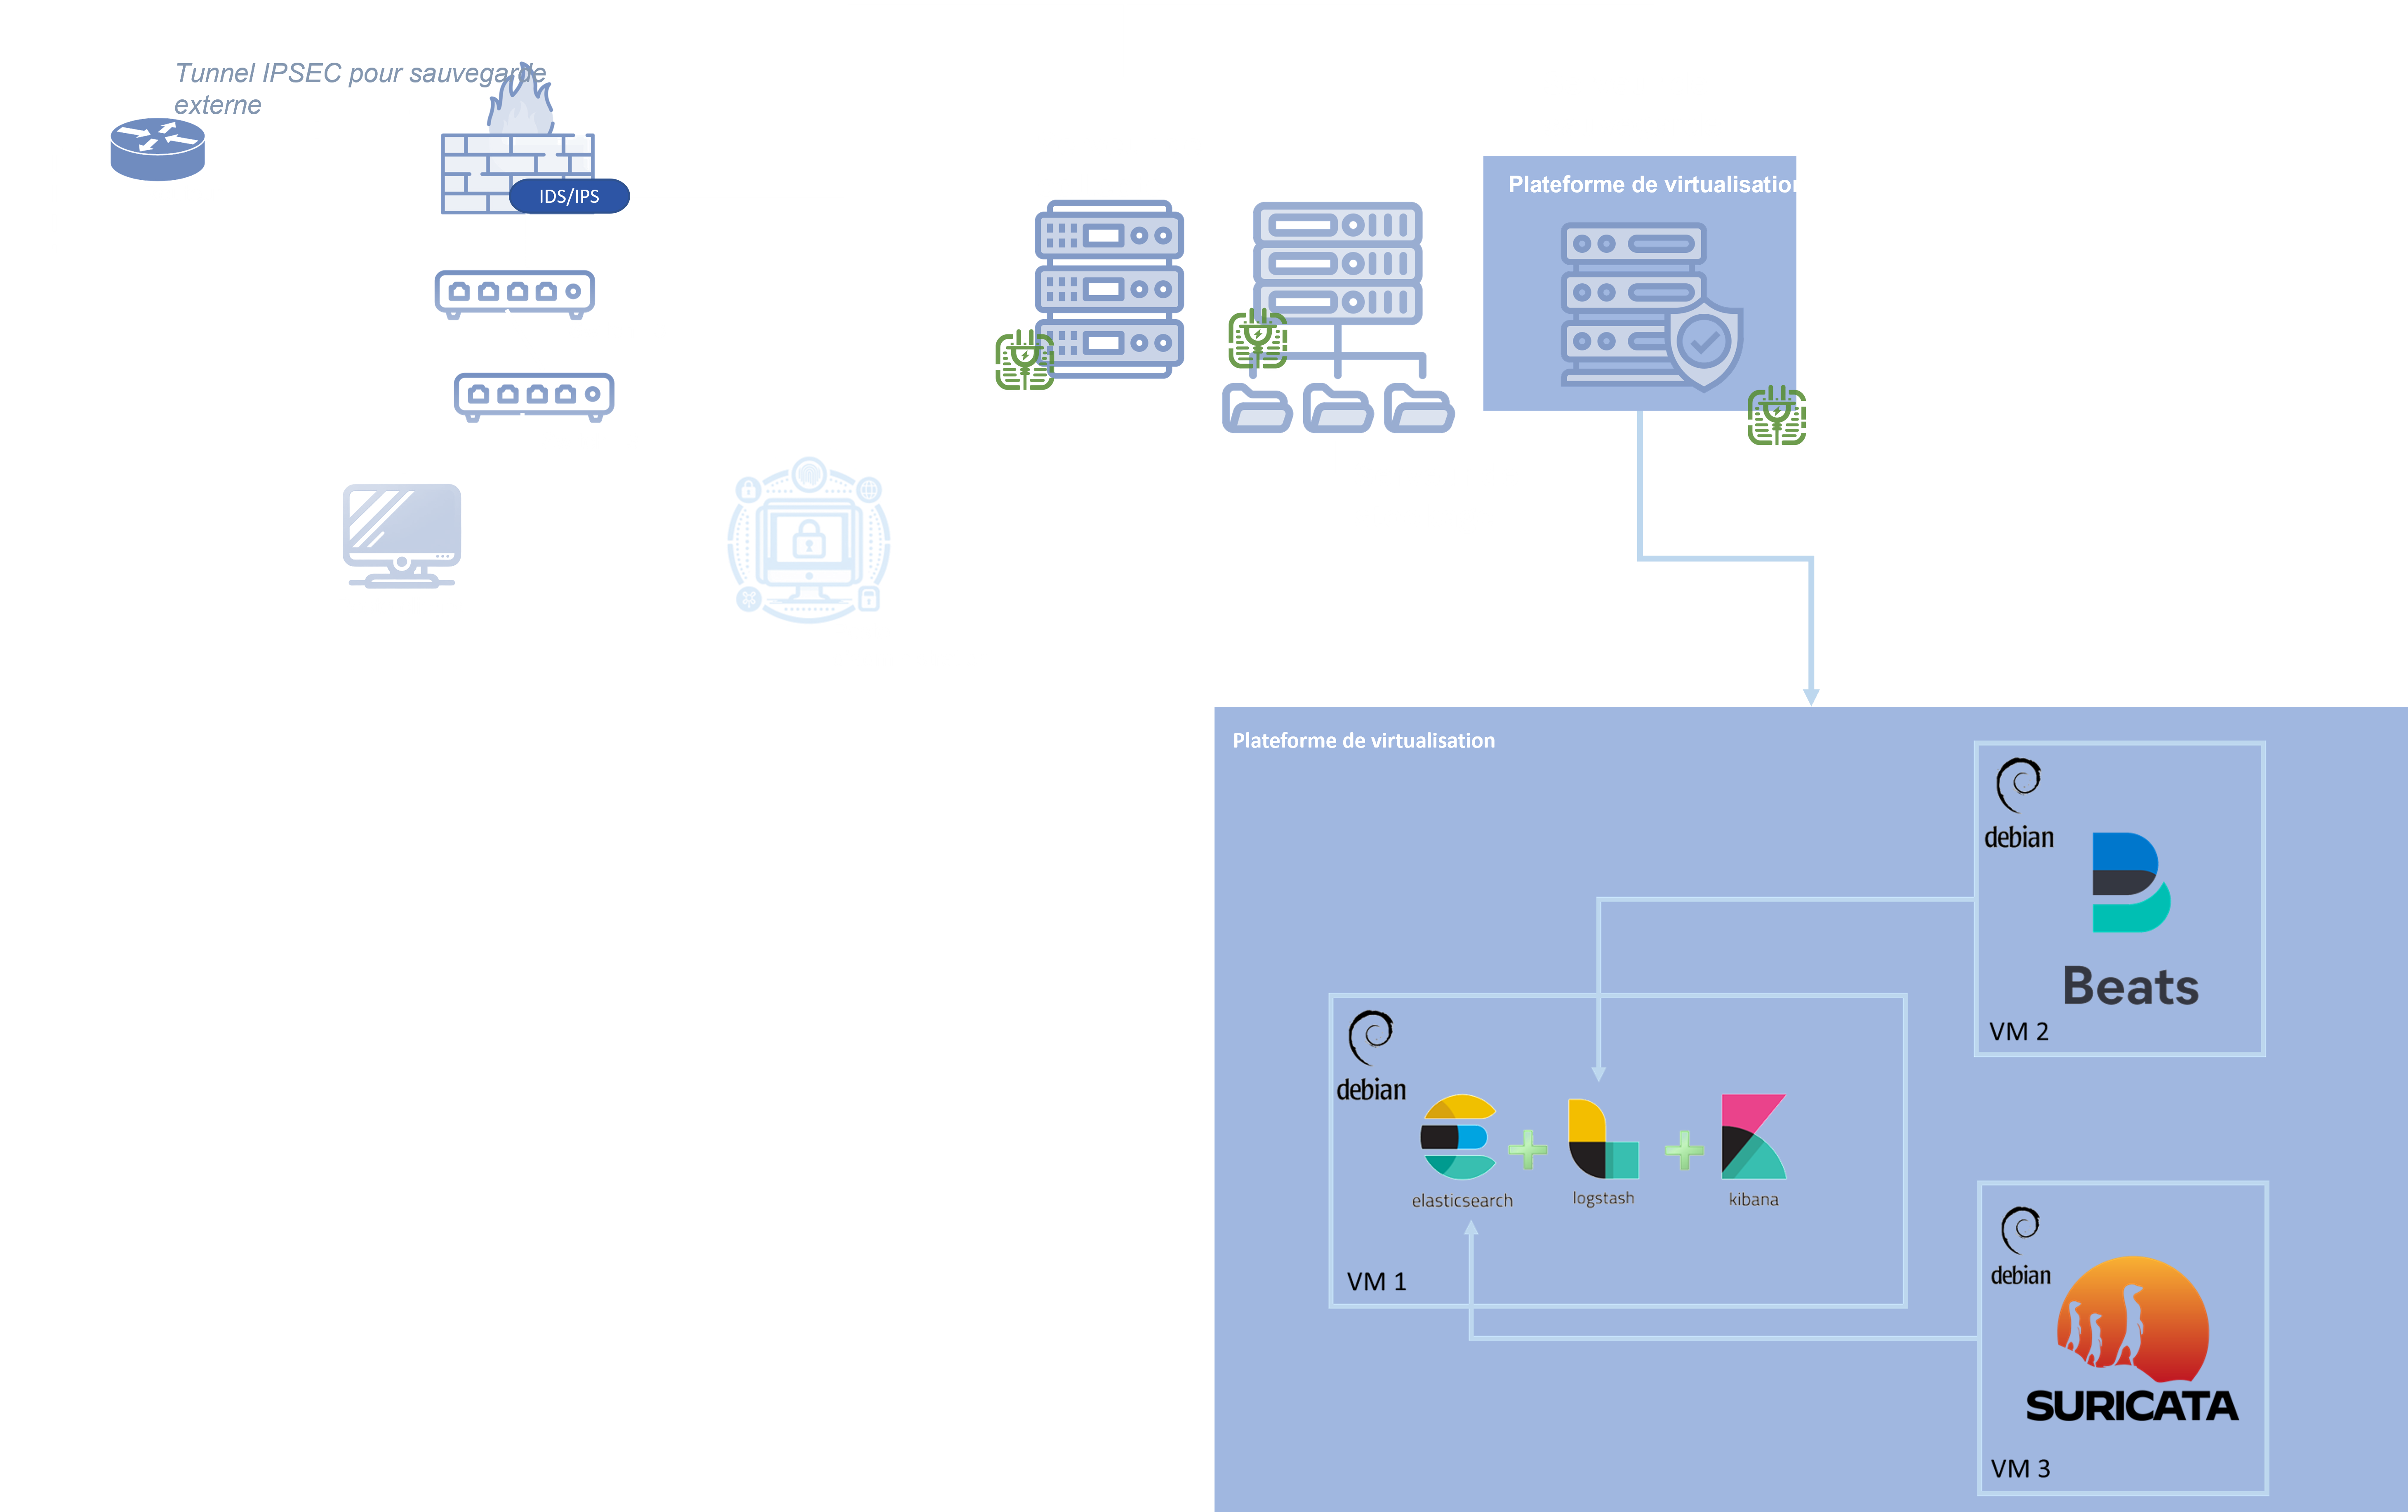 Tunnel IPSEC pour sauvegarde
externe
IDS/IPS
Plateforme de virtualisation
Plateforme de virtualisation
debian
Beats
VM 2
debian
elasticsearch
logstash
kibana
VM 1
debian
SURICATA
VM 3